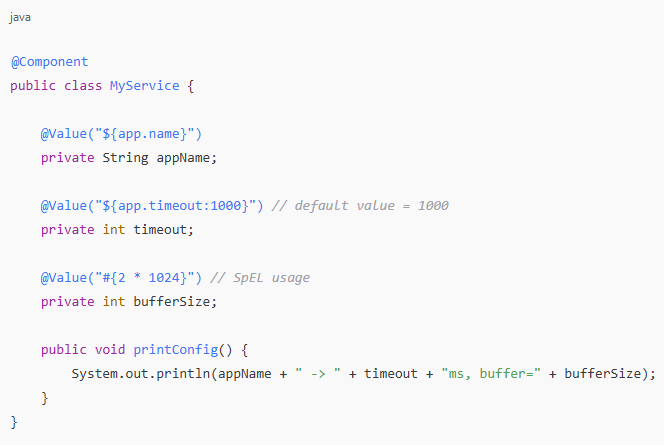 java
@Component
public class MyService {
@Value("${app.name}")
private String appName;
@Value("${app.timeout:1000}") // default value = 1000
private int timeout;
@Value("#{2 * 1024}") // SpEL usage
private int bufferSize;
public void printConfig() {
System.out.println(appName + " -> " + timeout + "ms, buffer=" + bufferSize);
}
}